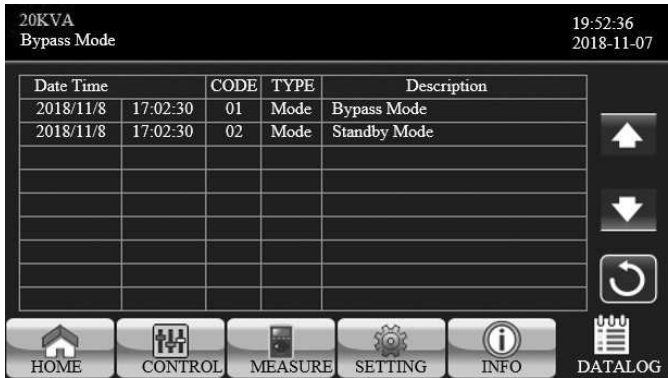 20KVA
19:52:36
Bypass Mode
2018-11-07
Date Time CODE TYPE Description
2018/11/8 17:02:30 01 Mode Bypass Mode
2018/11/8 17:02:30 02 Mode Standby Mode
HOME CONTROL MEASURE SETTING INFO DATALOG